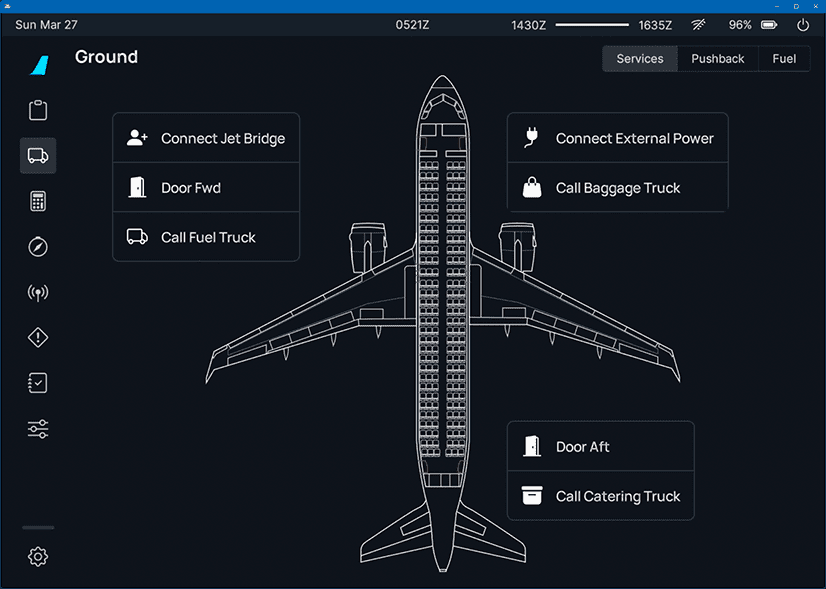 Sun Mar 27
0521Z
1430Z
1635Z
96%
Ground
Services
Pushback
Fuel
Connect Jet Bridge
Door Fwd
Call Fuel Truck
Connect External Power
Call Baggage Truck
Door Aft
Call Catering Truck